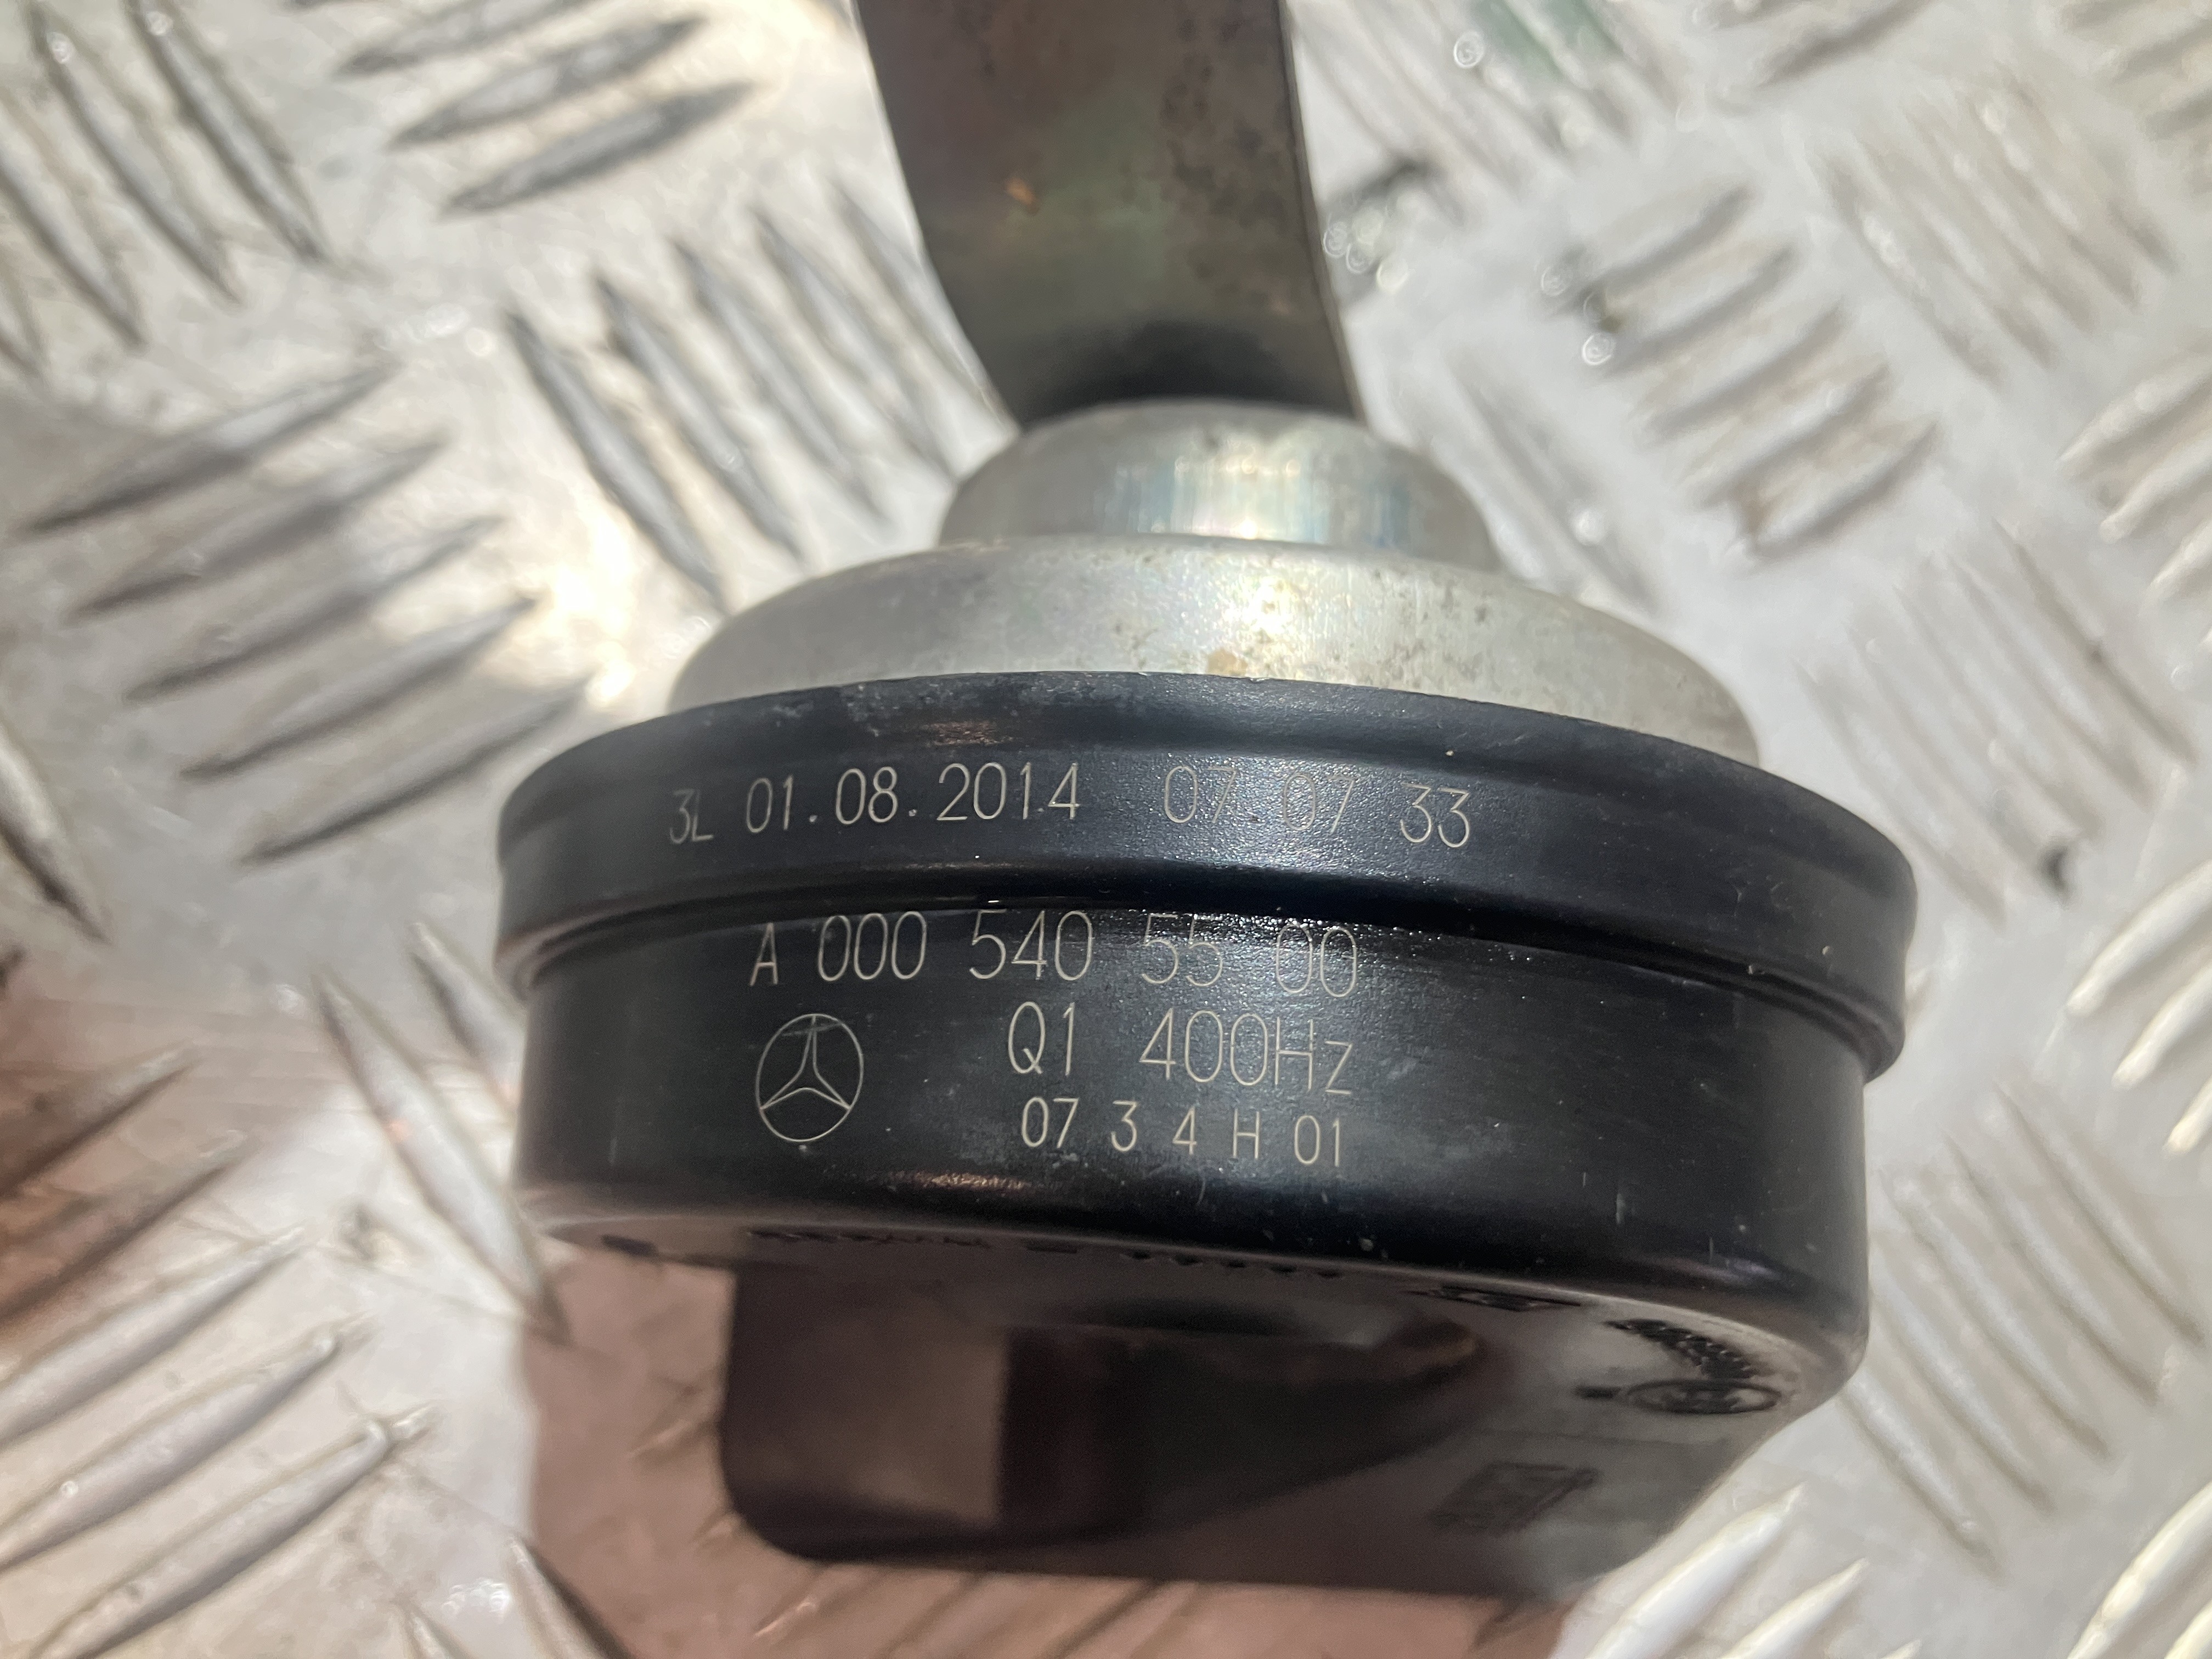 3L 01.08.2014 07 07 33
A 000 540 55 00
Q1 400Hz
07 3 4 H 01